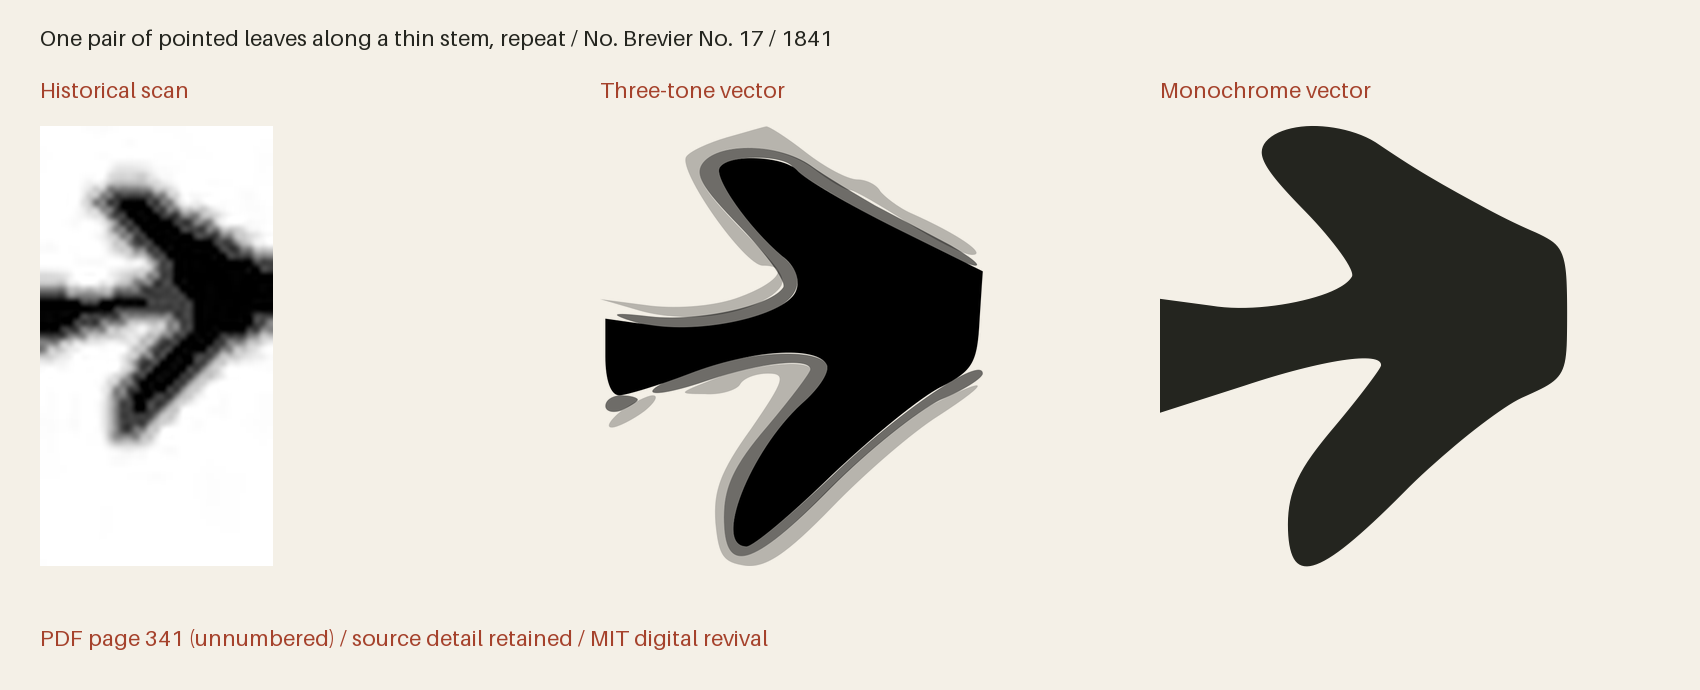 One pair of pointed leaves along a thin stem, repeat / No. Brevier No. 17 / 1841
Historical scan
Three-tone vector
Monochrome vector
PDF page 341 (unnumbered) / source detail retained / MIT digital revival